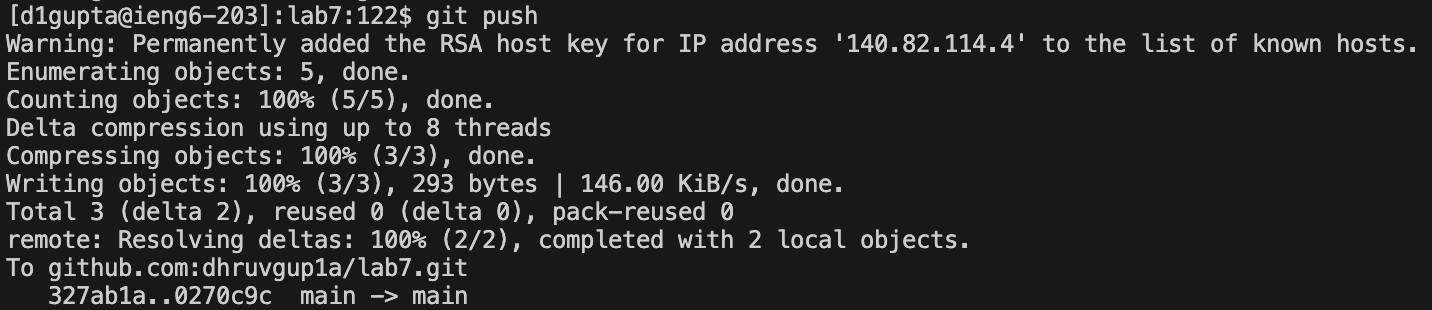 [d1gupta@ieng6-203]:lab7:122$ git push
Warning: Permanently added the RSA host key for IP address '140.82.114.4' to the list of known hosts.
Enumerating objects: 5, done.
Counting objects: 100% (5/5), done.
Delta compression using up to 8 threads
Compressing objects: 100% (3/3), done.
Writing objects: 100% (3/3), 293 bytes | 146.00 KiB/s, done.
Total 3 (delta 2), reused 0 (delta 0), pack-reused 0
remote: Resolving deltas: 100% (2/2), completed with 2 local objects.
To github.com:dhruvgup1a/lab7.git
   327ab1a..0270c9c  main -> main